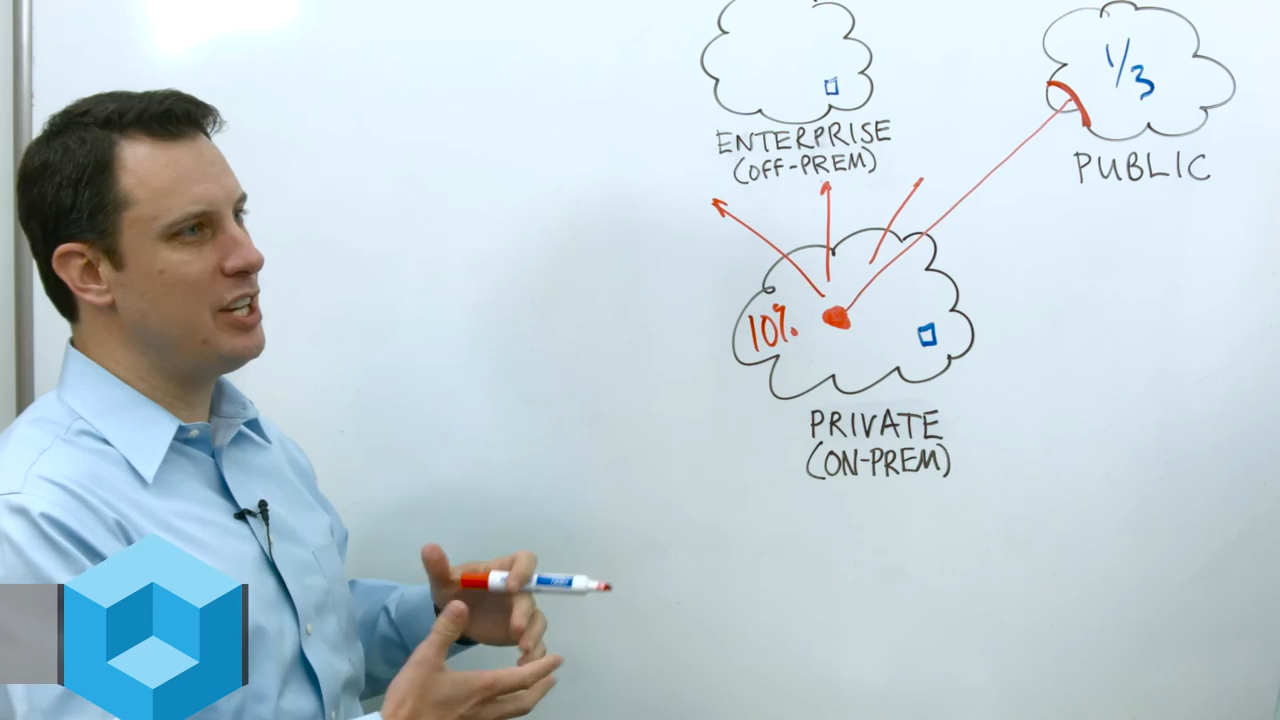 1/3
ENTERPRISE
(OFF-PREM)
PUBLIC
10%
PRIVATE
(ON-PREM)